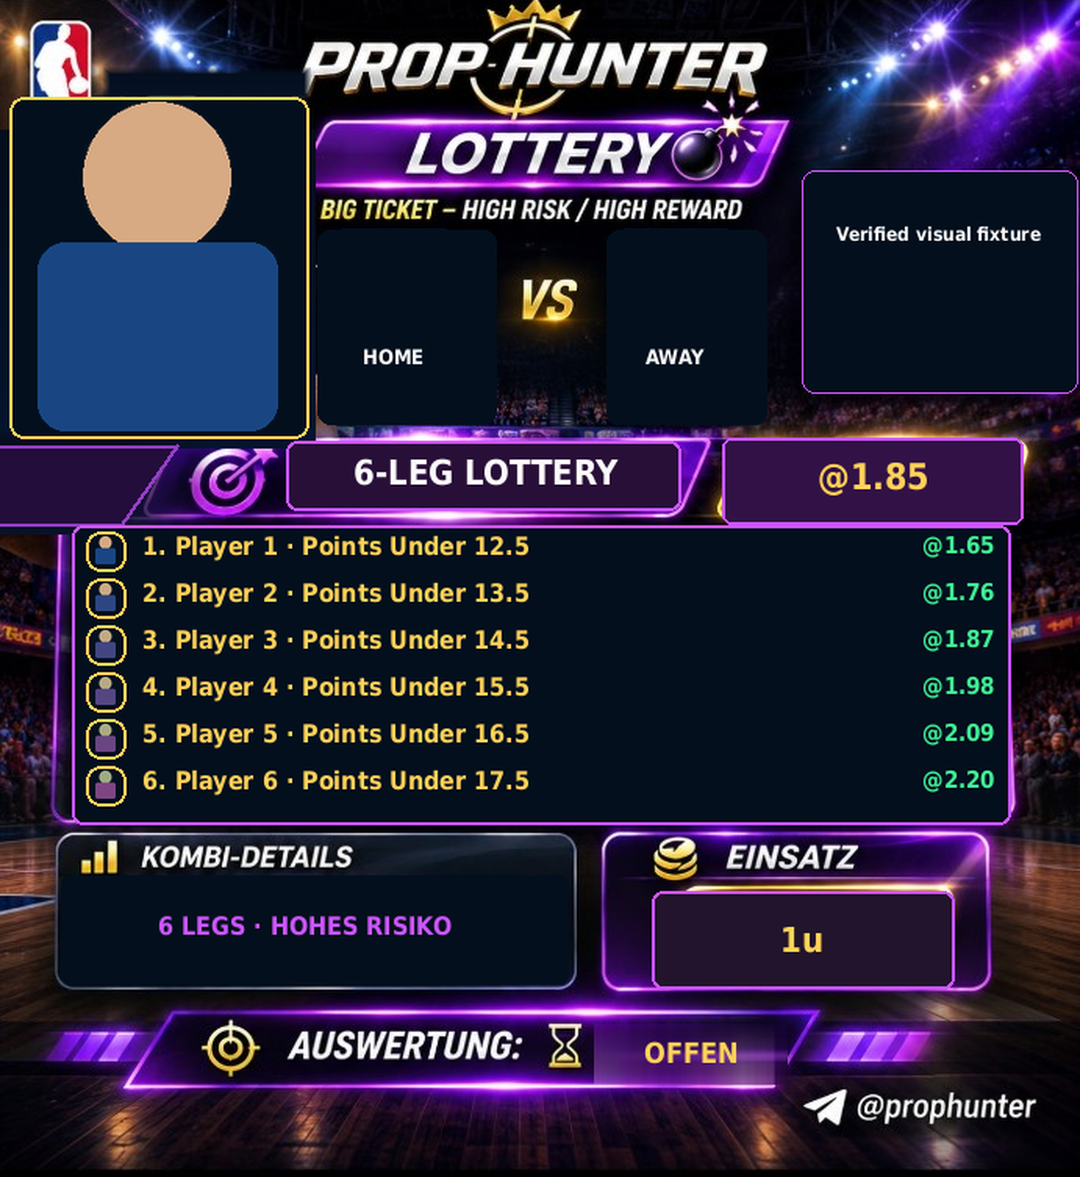 PROP-HUNTER
LOTTERY
BIG TICKET – HIGH RISK / HIGH REWARD
Verified visual fixture
HOME
VS
AWAY
6-LEG LOTTERY
@1.85
1. Player 1 · Points Under 12.5 @1.65
2. Player 2 · Points Under 13.5 @1.76
3. Player 3 · Points Under 14.5 @1.87
4. Player 4 · Points Under 15.5 @1.98
5. Player 5 · Points Under 16.5 @2.09
6. Player 6 · Points Under 17.5 @2.20
KOMBI-DETAILS
6 LEGS · HOHES RISIKO
EINSATZ
1u
AUSWERTUNG: OFFEN
@prophunter